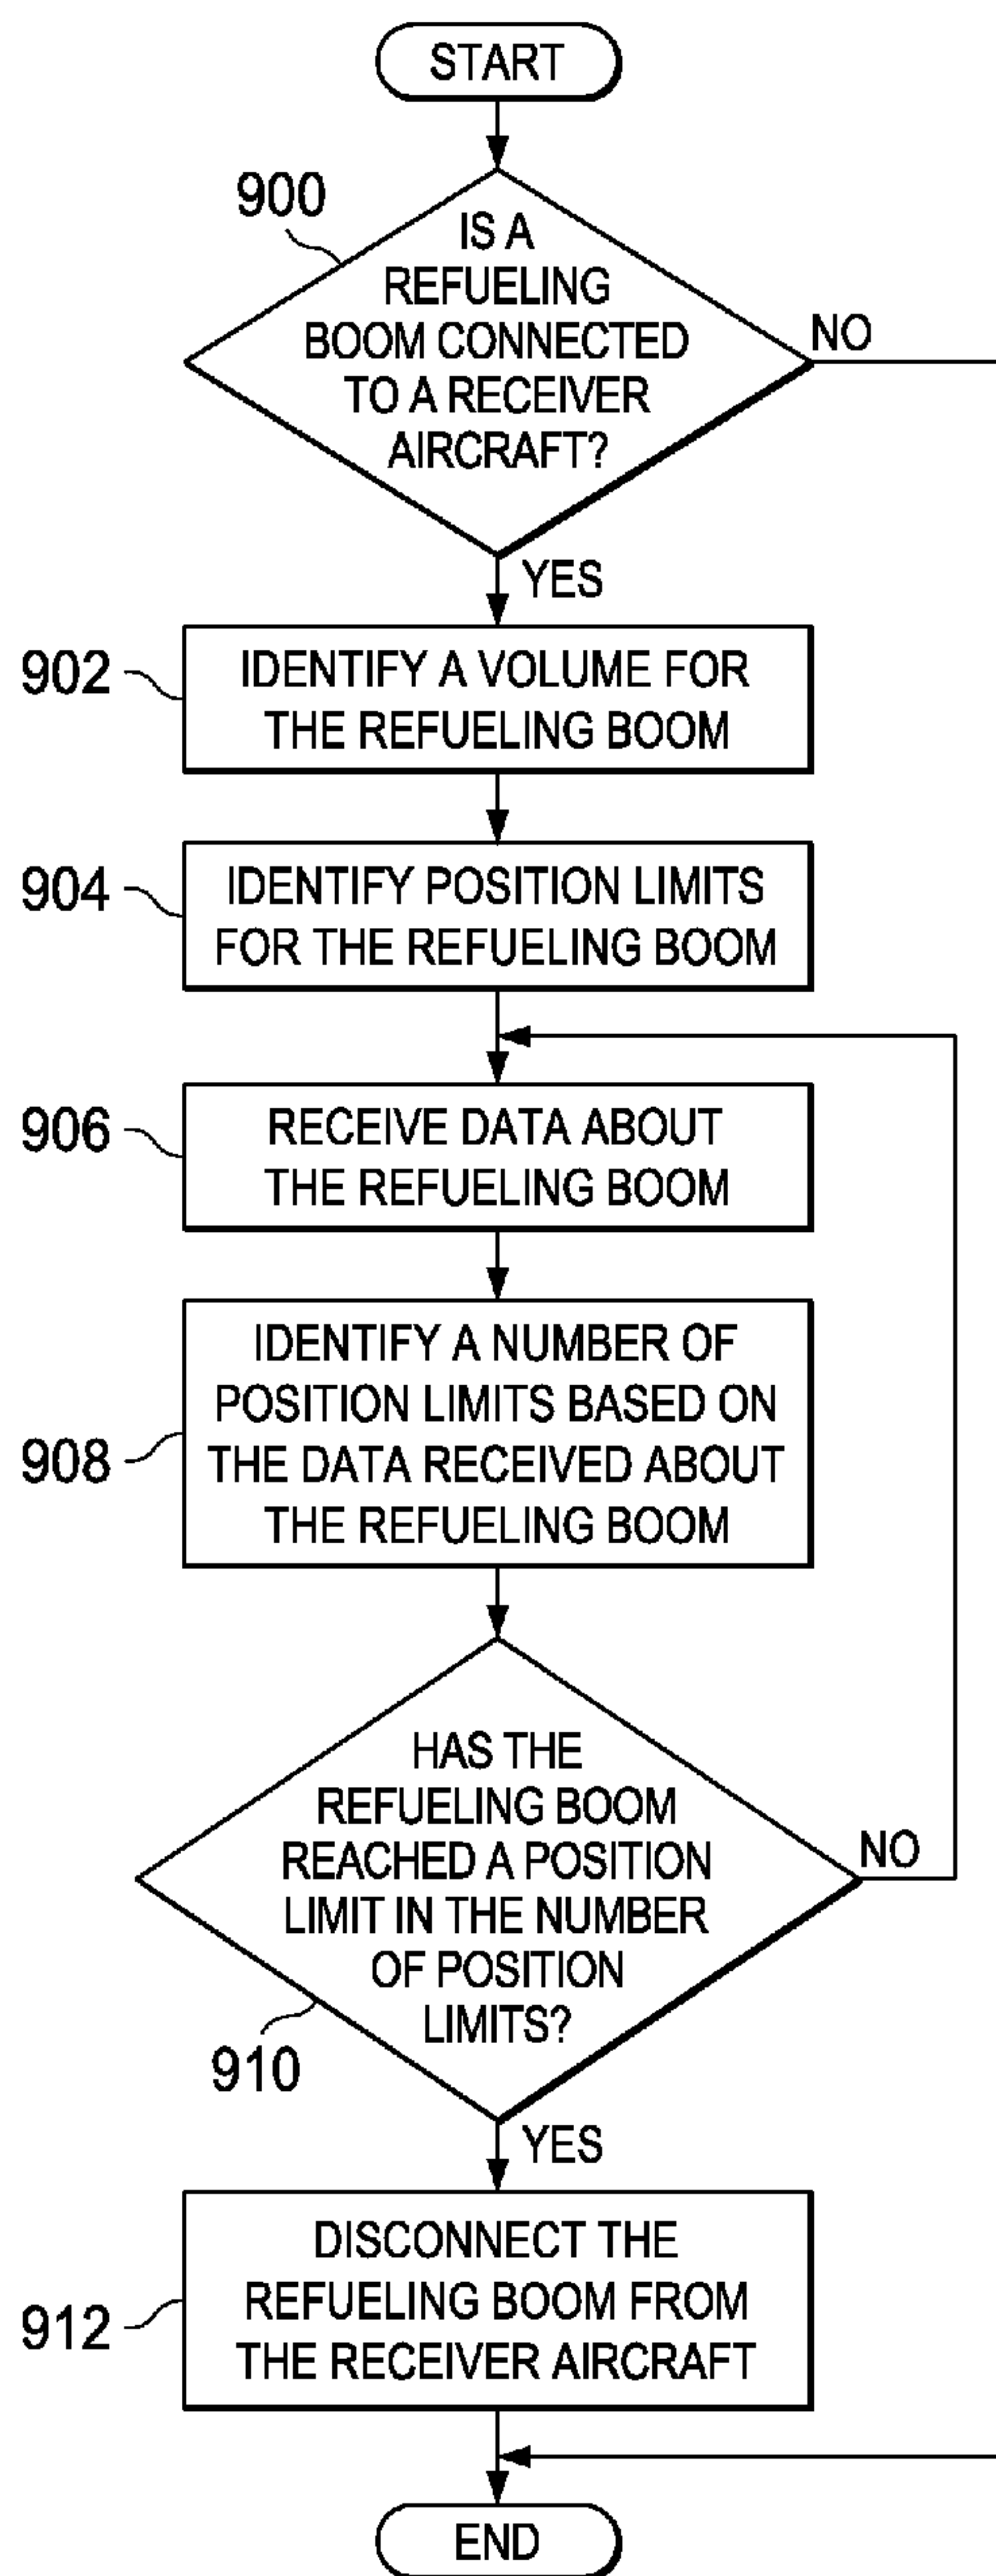 START
900
IS A
REFUELING
BOOM CONNECTED
TO A RECEIVER
AIRCRAFT?
NO
YES
902
IDENTIFY A VOLUME FOR
THE REFUELING BOOM
904
IDENTIFY POSITION LIMITS
FOR THE REFUELING BOOM
906
RECEIVE DATA ABOUT
THE REFUELING BOOM
908
IDENTIFY A NUMBER OF
POSITION LIMITS BASED ON
THE DATA RECEIVED ABOUT
THE REFUELING BOOM
HAS THE
REFUELING BOOM
REACHED A POSITION
LIMIT IN THE NUMBER
OF POSITION
LIMITS?
NO
910
YES
912
DISCONNECT THE
REFUELING BOOM FROM
THE RECEIVER AIRCRAFT
END